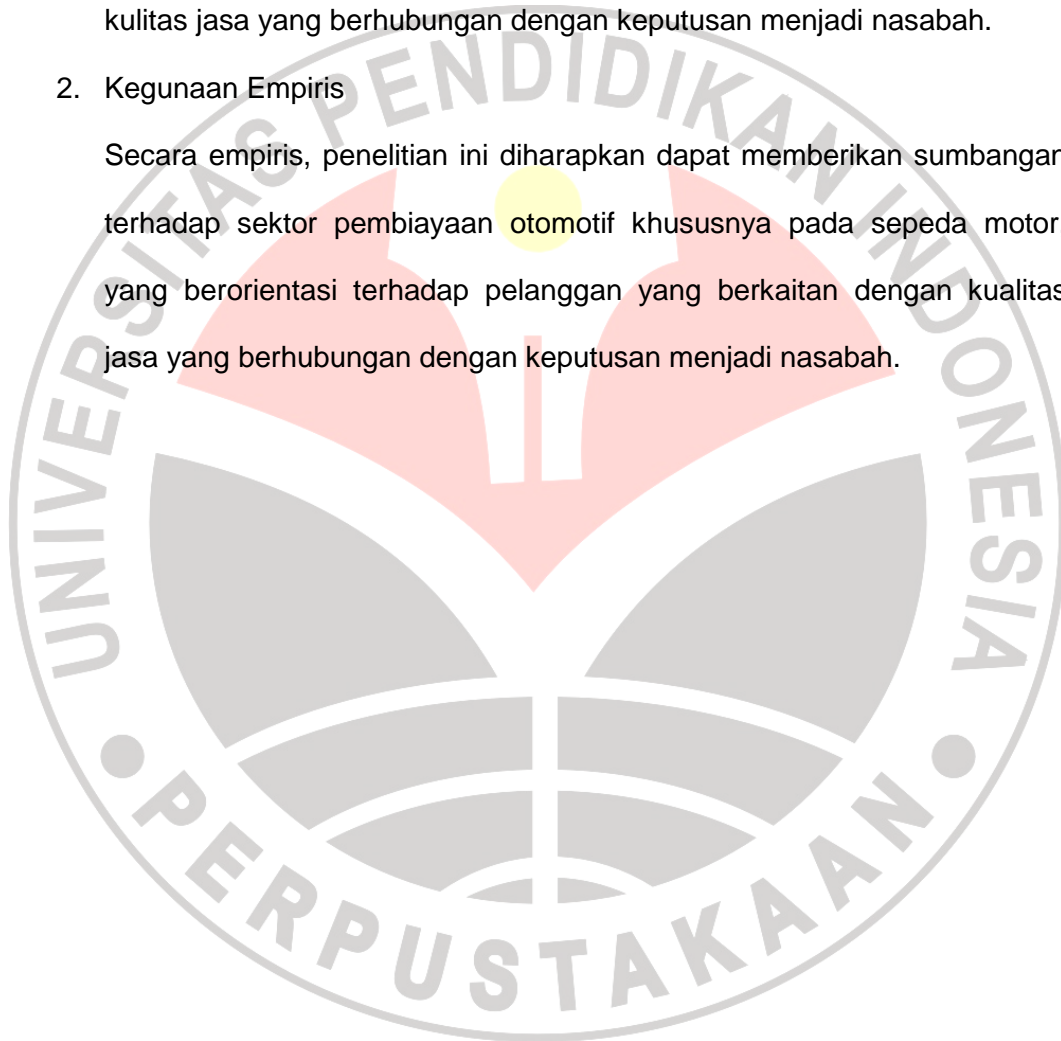 kulitas jasa yang berhubungan dengan keputusan menjadi nasabah.
2. Kegunaan Empiris
Secara empiris, penelitian ini diharapkan dapat memberikan sumbangan
terhadap sektor pembiayaan otomotif khususnya pada sepeda motor
yang berorientasi terhadap pelanggan yang berkaitan dengan kualitas
jasa yang berhubungan dengan keputusan menjadi nasabah.
UNIVERSITAS PENDIDIKAN INDONESIA
PERPUSTAKAAN